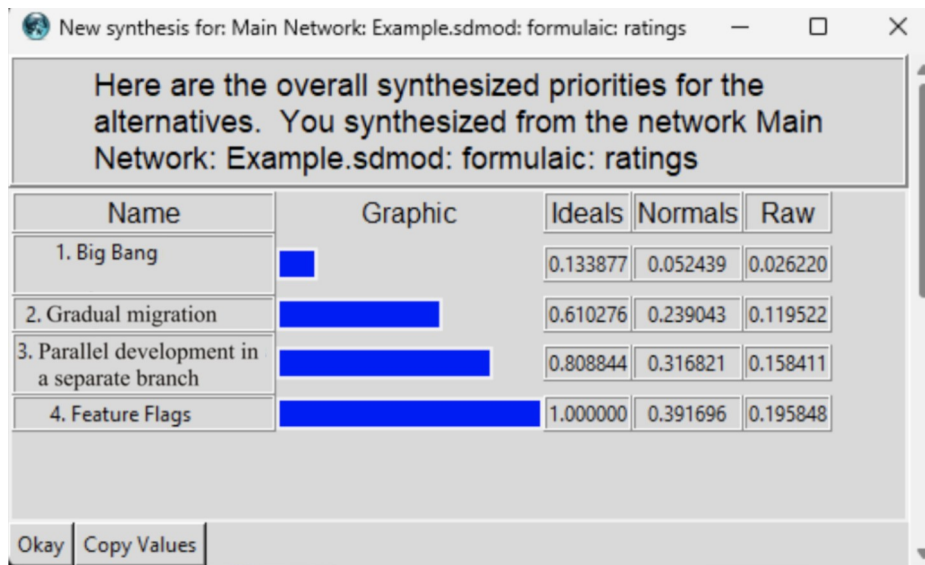 New synthesis for: Main Network: Example.sdmod: formulaic: ratings
Here are the overall synthesized priorities for the
alternatives.  You synthesized from the network Main
Network: Example.sdmod: formulaic: ratings
Name Graphic Ideals Normals Raw
1. Big Bang 0.133877 0.052439 0.026220
2. Gradual migration 0.610276 0.239043 0.119522
3. Parallel development in
a separate branch 0.808844 0.316821 0.158411
4. Feature Flags 1.000000 0.391696 0.195848
Okay Copy Values